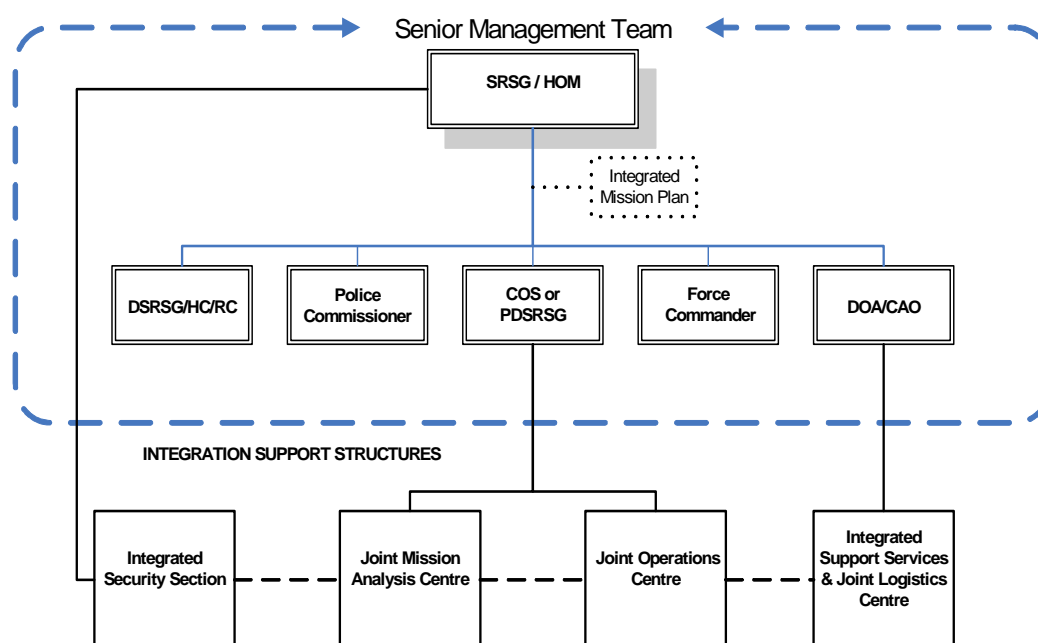 Senior Management Team
SRSG / HOM
Integrated
Mission Plan
DSRSG/HC/RC
Police
Commissioner
COS or
PDSRSG
Force
Commander
DOA/CAO
INTEGRATION SUPPORT STRUCTURES
Integrated
Security Section
Joint Mission
Analysis Centre
Joint Operations
Centre
Integrated
Support Services
& Joint Logistics
Centre